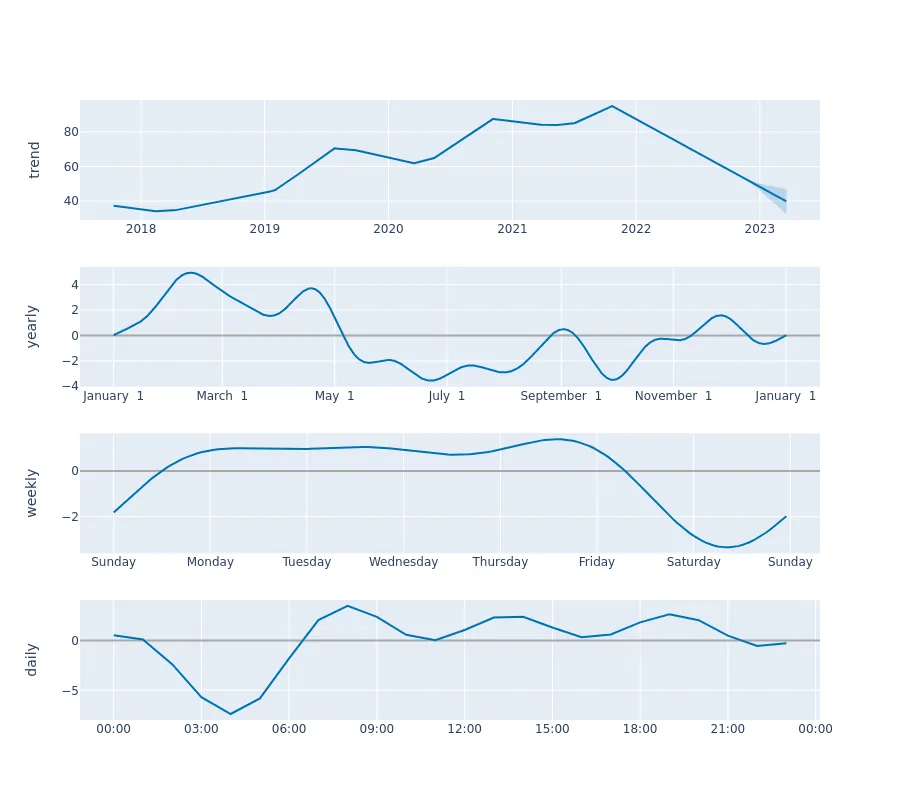 trend
80
60
40
2018 2019 2020 2021 2022 2023
yearly
4
2
0
−2
−4
January 1 March 1 May 1 July 1 September 1 November 1 January 1
weekly
0
−2
Sunday Monday Tuesday Wednesday Thursday Friday Saturday Sunday
daily
0
−5
00:00 03:00 06:00 09:00 12:00 15:00 18:00 21:00 00:00